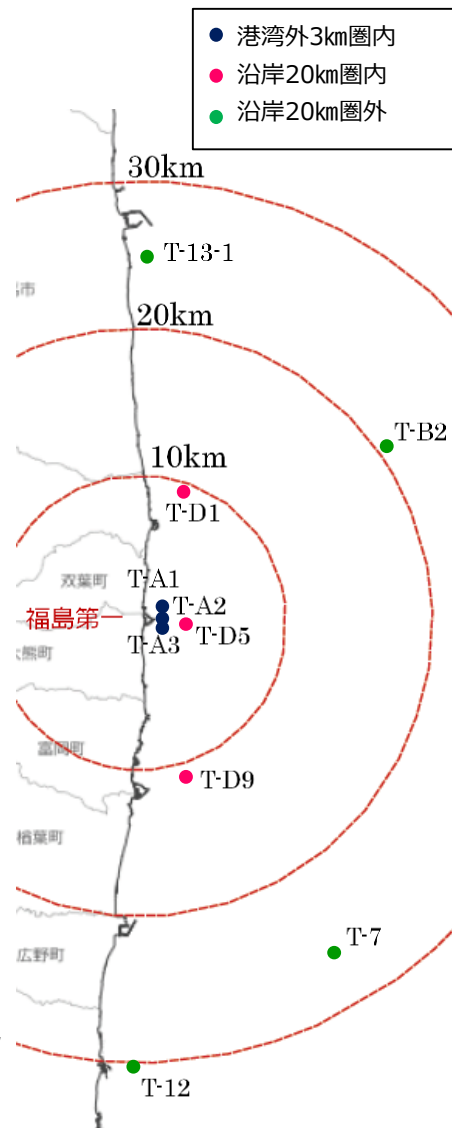 港湾外3㎞圏内
沿岸20㎞圏内
沿岸20㎞圏外
30km
T-13-1
市
20km
T-B2
10km
T-D1
双葉町
T-A1
T-A2
福島第一
T-D5
T-A3
大熊町
富岡町
T-D9
楢葉町
T-7
広野町
T-12